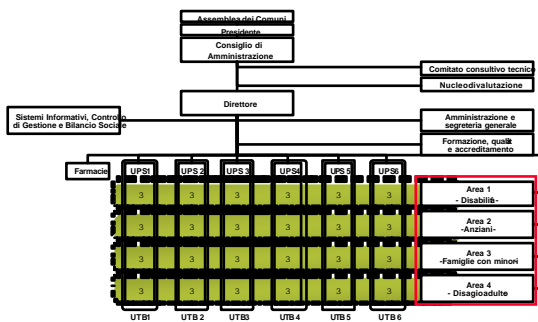 Assemblea dei Comuni
Presidente
Consiglio di
Amministrazione
Comitato consultivo tecnico
Nucleodivalutazione
Direttore
Sistemi Informativi, Controllo
di Gestione e Bilancio Sociale
Amministrazione e
segreteria generale
Formazione, qualità
e accreditamento
Farmacie
UPS1 UPS 2 UPS 3 UPS4 UPS 5 UPS6
3 3 3 3 3 3
Area 1
- Disabilità-
3 3 3 3 3 3
Area 2
-Anziani-
3 3 3 3 3 3
Area 3
-Famiglie con minori
3 3 3 3 3 3
Area 4
- Disagioadulto
UTB1 UTB 2 UTB3 UTB 4 UTB 5 UTB 6